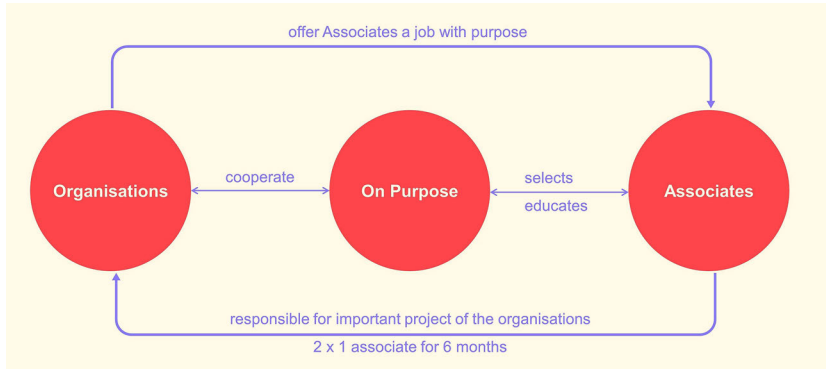 offer Associates a job with purpose
Organisations
cooperate
On Purpose
selects
educates
Associates
responsible for important project of the organisations
2 x 1 associate for 6 months